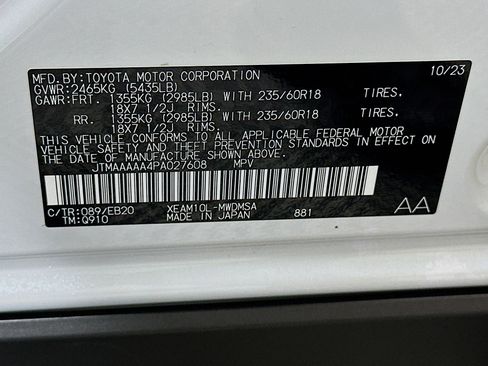 MFD.BY:TOYOTA MOTOR CORPORATION 10/23
GVWR:2465KG (5435LB)
GAWR:FRT. 1355KG (2985LB) WITH 235/60R18 TIRES.
18X7 1/2J RIMS.
RR. 1355KG (2985LB) WITH 235/60R18 TIRES.
18X7 1/2J RIMS.
THIS VEHICLE CONFORMS TO ALL APPLICABLE FEDERAL MOTOR
VEHICLE SAFETY AND THEFT PREVENTION STANDARDS IN EFFECT
ON THE DATE OF MANUFACTURE SHOWN ABOVE.
JTMAAAAA4PA027608 MPV
C/TR:089/EB20 XEAM10L-MWDMSA
TM:Q910 MADE IN JAPAN 881 AA